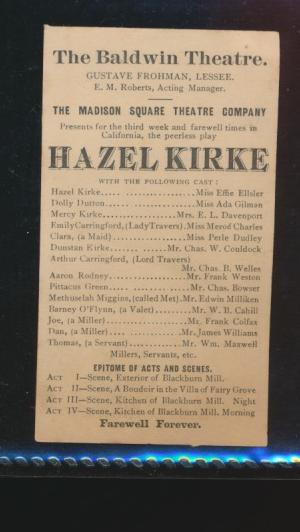 The Baldwin Theatre.
GUSTAVE FROHMAN, LESSEE.
E. M. Roberts, Acting Manager.
THE MADISON SQUARE THEATRE COMPANY
Presents for the third week and farewell times in
California, the peerless play
HAZEL KIRKE
WITH THE FOLLOWING CAST:
Hazel Kirke......................Miss Effie Ellsler
Dolly Dutton.....................Miss Ada Gilman
Mercy Kirke................Mrs. E. L. Davenport
Emily Carringford, (Lady Travers) Miss Merod Charles
Clara, (a Maid)..............Miss Perle Dudley
Dunstan Kirke..............Mr. Chas. W. Couldock
Arthur Carringford, (Lord Travers)
Mr. Chas. B. Welles
Aaron Rodney..................Mr. Frank Weston
Pittacus Green..................Mr. Chas. Bowser
Methuselah Miggins, (called Met) Mr. Edwin Milliken
Barney O'Flynn, (a Valet).........Mr. W. B. Cahill
Joe, (a Miller)................Mr. Frank Colfax
Dan, (a Miller)................Mr. James Williams
Thomas, (a Servant)..........Mr. Wm. Maxwell
Millers, Servants, etc.
EPITOME OF ACTS AND SCENES.
ACT I—Scene, Exterior of Blackburn Mill.
ACT II—Scene, A Boudoir in the Villa of Fairy Grove
ACT III—Scene, Kitchen of Blackburn Mill. Night
ACT IV—Scene, Kitchen of Blackburn Mill. Morning
Farewell Forever.